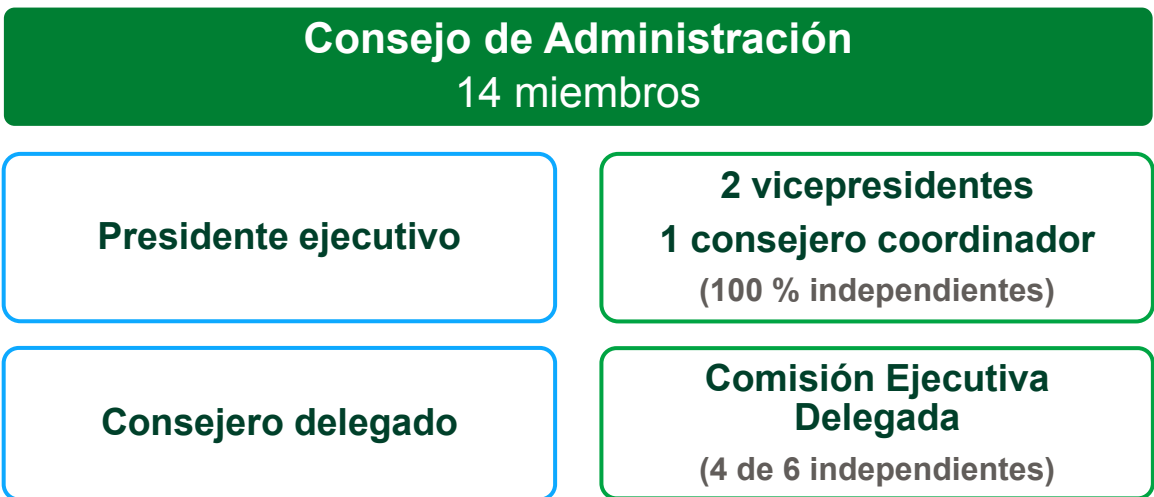 Consejo de Administración
14 miembros
Presidente ejecutivo
2 vicepresidentes
1 consejero coordinador
(100 % independientes)
Consejero delegado
Comisión Ejecutiva
Delegada
(4 de 6 independientes)